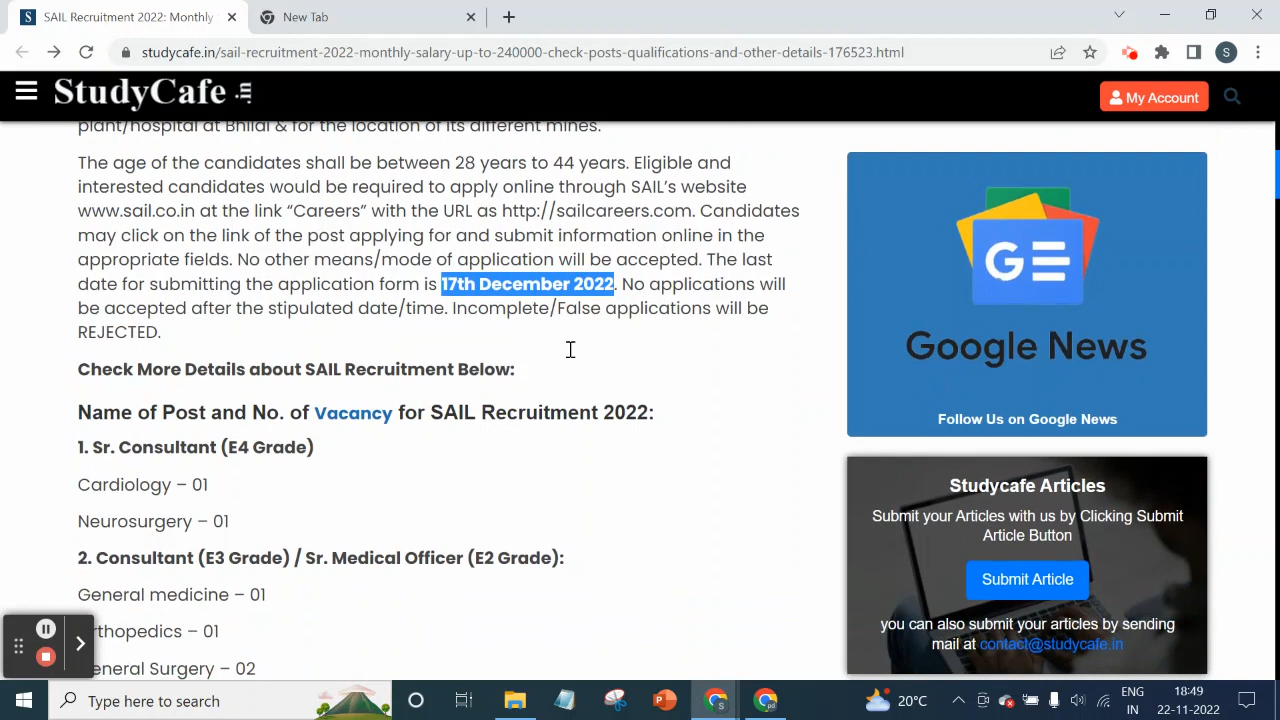 SAIL Recruitment 2022: Monthly
New Tab
studycafe.in/sail-recruitment-2022-monthly-salary-up-to-240000-check-posts-qualifications-and-other-details-176523.html
S
StudyCafe .in
My Account
plant/hospital at Bhilai & for the location of its different mines.
The age of the candidates shall be between 28 years to 44 years. Eligible and
interested candidates would be required to apply online through SAIL's website
www.sail.co.in at the link “Careers” with the URL as http://sailcareers.com. Candidates
may click on the link of the post applying for and submit information online in the
appropriate fields. No other means/mode of application will be accepted. The last
date for submitting the application form is 17th December 2022. No applications will
be accepted after the stipulated date/time. Incomplete/False applications will be
REJECTED.
Check More Details about SAIL Recruitment Below:
Name of Post and No. of Vacancy for SAIL Recruitment 2022:
1. Sr. Consultant (E4 Grade)
Cardiology – 01
Neurosurgery – 01
2. Consultant (E3 Grade) / Sr. Medical Officer (E2 Grade):
General medicine – 01
rthopedics – 01
eneral Surgery – 02
GE
Google News
Follow Us on Google News
Studycafe Articles
Submit your Articles with us by Clicking Submit
Article Button
Submit Article
you can also submit your articles by sending
mail at contact@studycafe.in
Type here to search
20°C
ENG
IN
18:49
22-11-2022